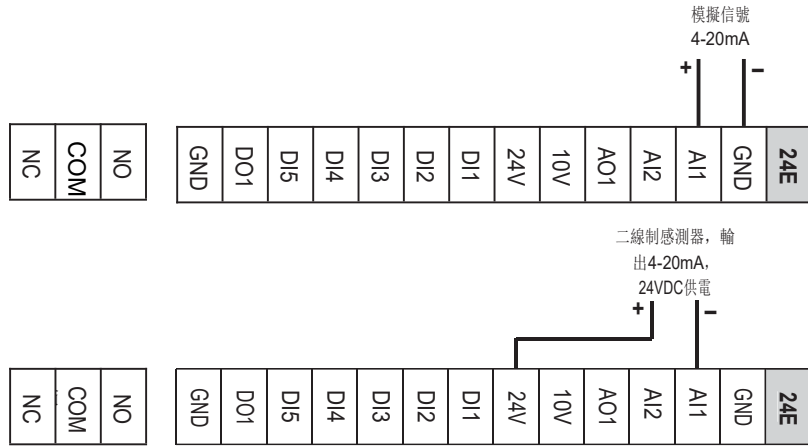 模擬信號
4-20mA
+ −
NC COM NO GND DO1 DI5 DI4 DI3 DI2 DI1 24V 10V AO1 AI2 AI1 GND 24E
二線制感測器，輸
出4-20mA，
24VDC供電
+ −
NC COM NO GND DO1 DI5 DI4 DI3 DI2 DI1 24V 10V AO1 AI2 AI1 GND 24E